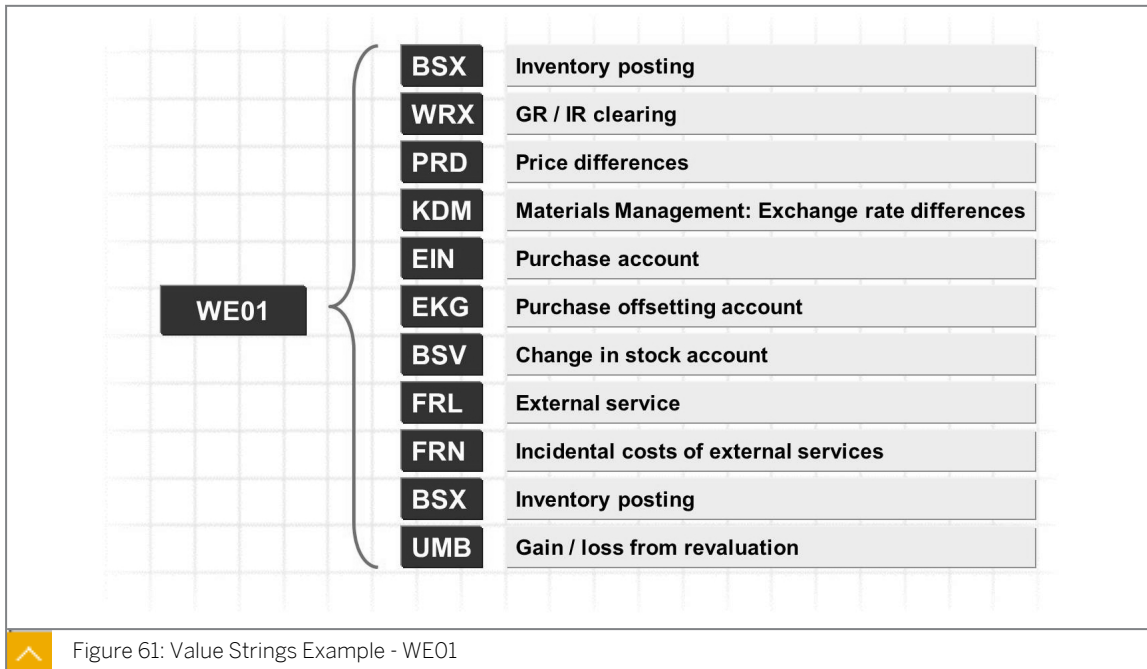 BSX Inventory posting
WRX GR / IR clearing
PRD Price differences
KDM Materials Management: Exchange rate differences
EIN Purchase account
WE01
EKG Purchase offsetting account
BSV Change in stock account
FRL External service
FRN Incidental costs of external services
BSX Inventory posting
UMB Gain / loss from revaluation
Figure 61: Value Strings Example - WE01